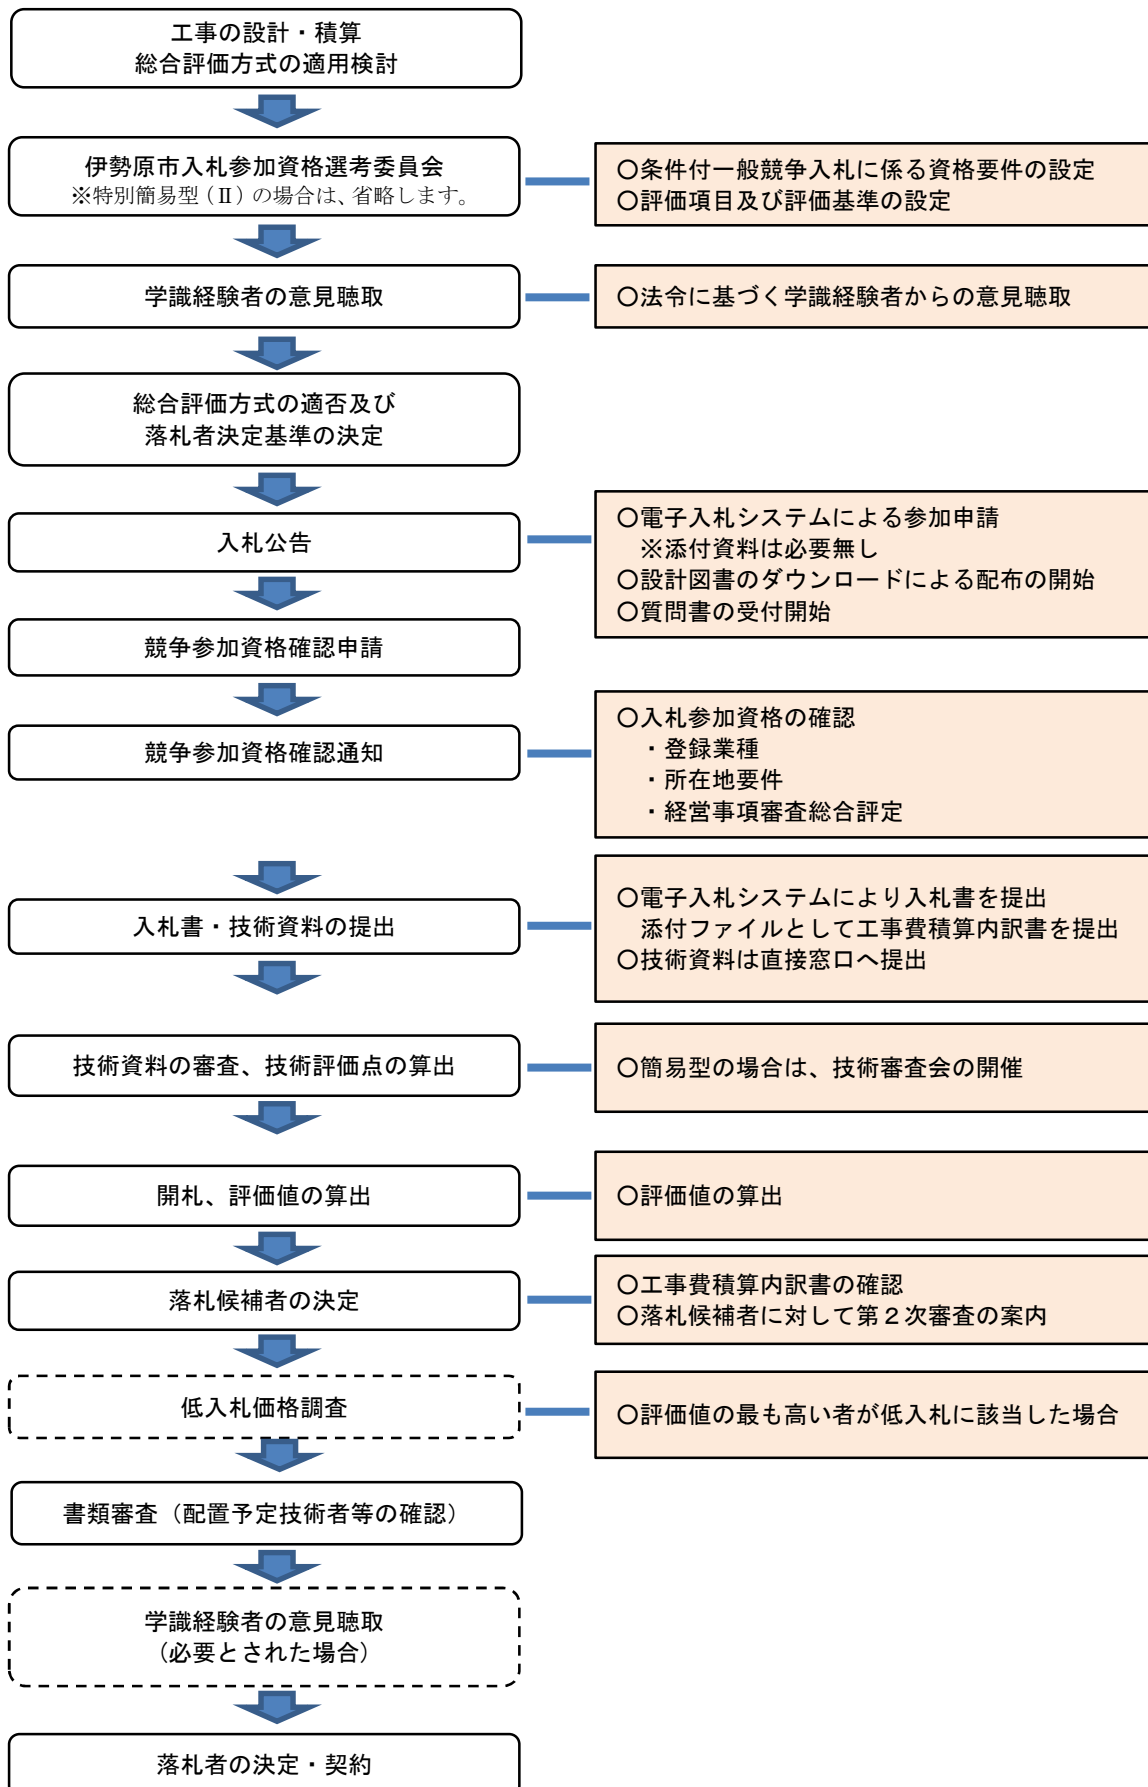 工事の設計・積算
総合評価方式の適用検討
伊勢原市入札参加資格選考委員会
※特別簡易型（Ⅱ）の場合は、省略します。
〇条件付一般競争入札に係る資格要件の設定
〇評価項目及び評価基準の設定
学識経験者の意見聴取
〇法令に基づく学識経験者からの意見聴取
総合評価方式の適否及び
落札者決定基準の決定
入札公告
〇電子入札システムによる参加申請
※添付資料は必要無し
〇設計図書のダウンロードによる配布の開始
〇質問書の受付開始
競争参加資格確認申請
競争参加資格確認通知
〇入札参加資格の確認
・登録業種
・所在地要件
・経営事項審査総合評定
入札書・技術資料の提出
〇電子入札システムにより入札書を提出
添付ファイルとして工事費積算内訳書を提出
〇技術資料は直接窓口へ提出
技術資料の審査、技術評価点の算出
〇簡易型の場合は、技術審査会の開催
開札、評価値の算出
〇評価値の算出
落札候補者の決定
〇工事費積算内訳書の確認
〇落札候補者に対して第２次審査の案内
低入札価格調査
〇評価値の最も高い者が低入札に該当した場合
書類審査（配置予定技術者等の確認）
学識経験者の意見聴取
（必要とされた場合）
落札者の決定・契約